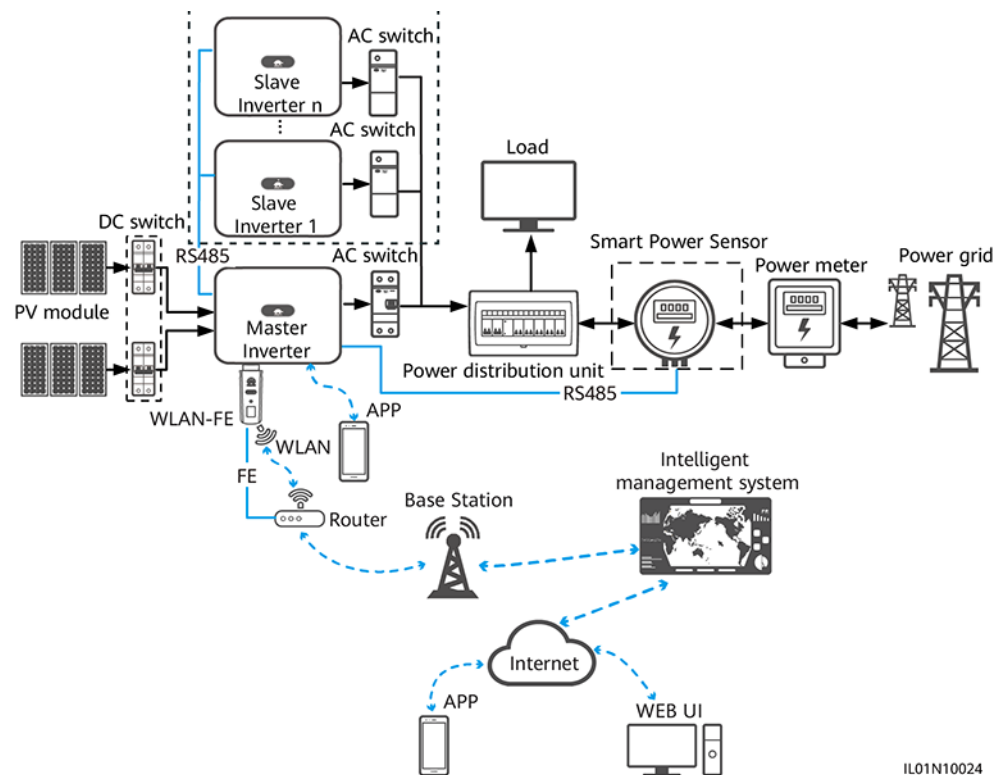 AC switch
Slave
Inverter n
AC switch
Slave
Inverter 1
Load
DC switch
RS485
AC switch
Smart Power Sensor
Power meter
Power grid
PV module
Master
Inverter
Power distribution unit
RS485
WLAN-FE
APP
WLAN
FE
Router
Base Station
Intelligent
management system
Internet
APP
WEB UI
IL01N10024